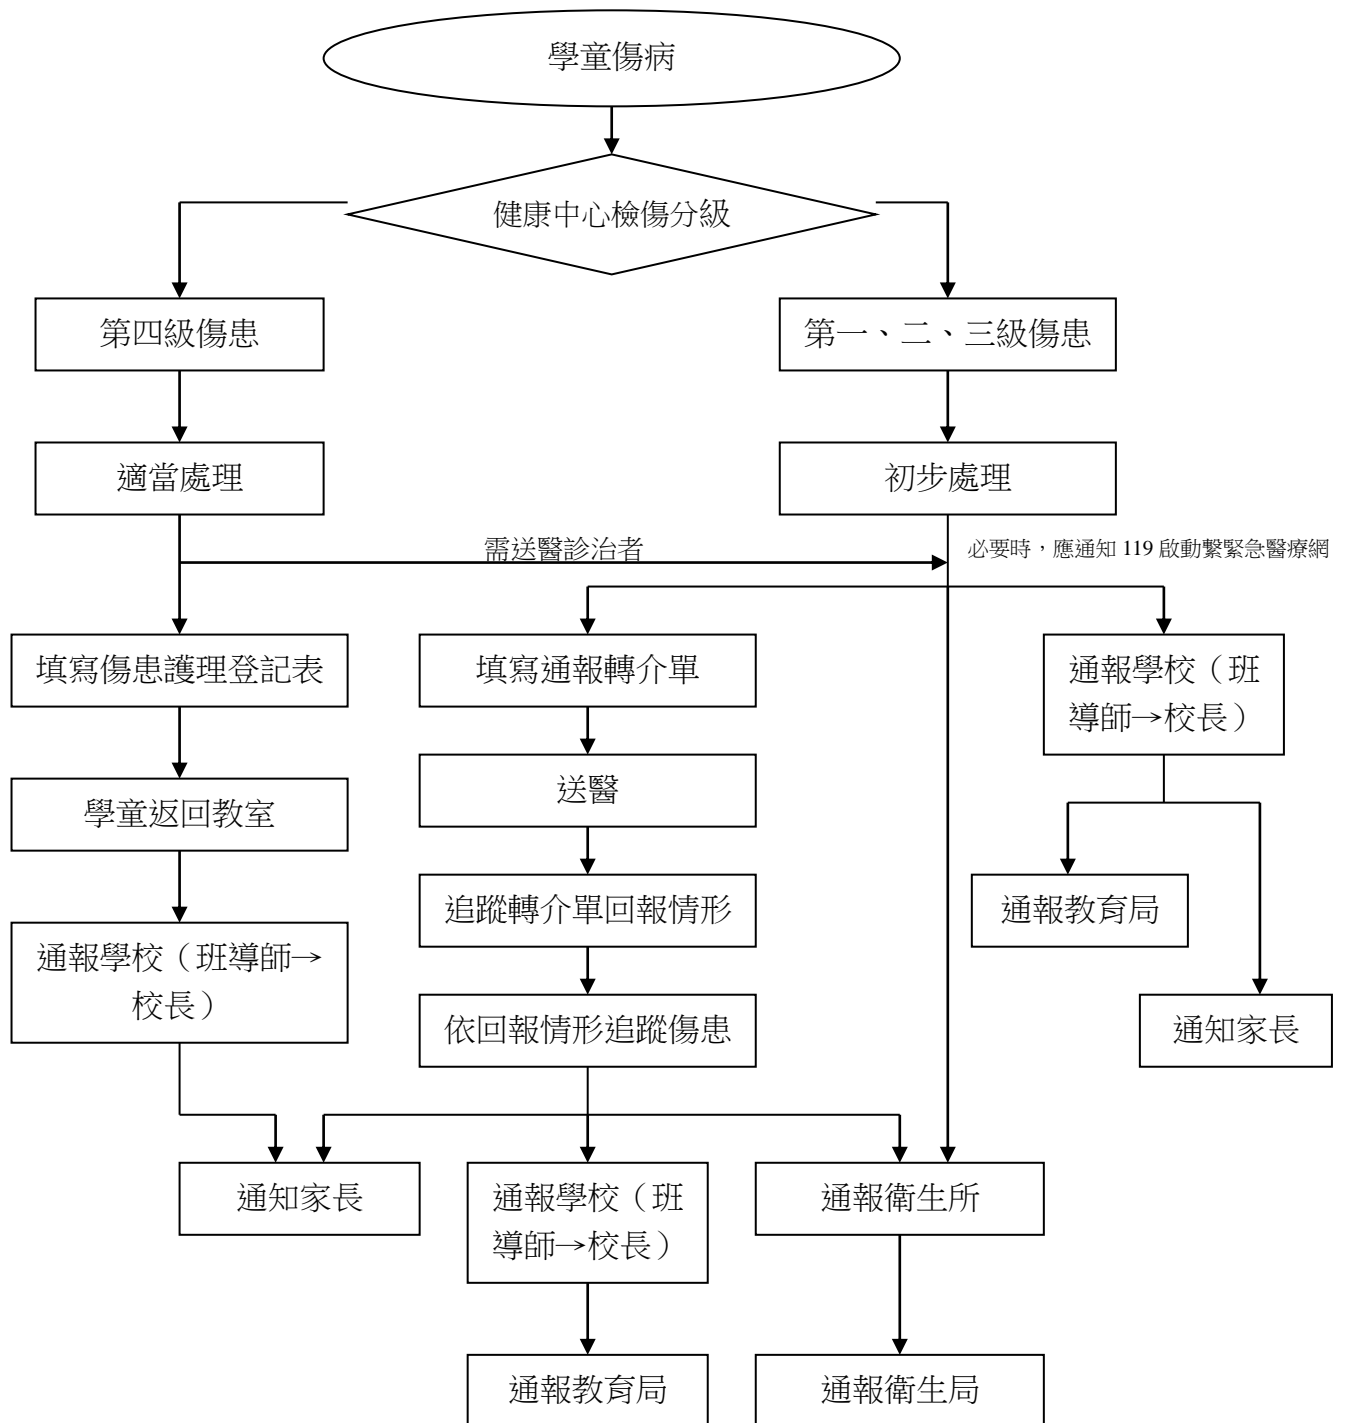 學童傷病
健康中心檢傷分級
第四級傷患
第一、二、三級傷患
適當處理
初步處理
需送醫診治者
必要時，應通知 119 啟動繫緊急醫療網
填寫傷患護理登記表
填寫通報轉介單
通報學校（班
導師→校長）
學童返回教室
送醫
追蹤轉介單回報情形
通報教育局
通報學校（班導師→
校長）
依回報情形追蹤傷患
通知家長
通知家長
通報學校（班
導師→校長）
通報衛生所
通報教育局
通報衛生局